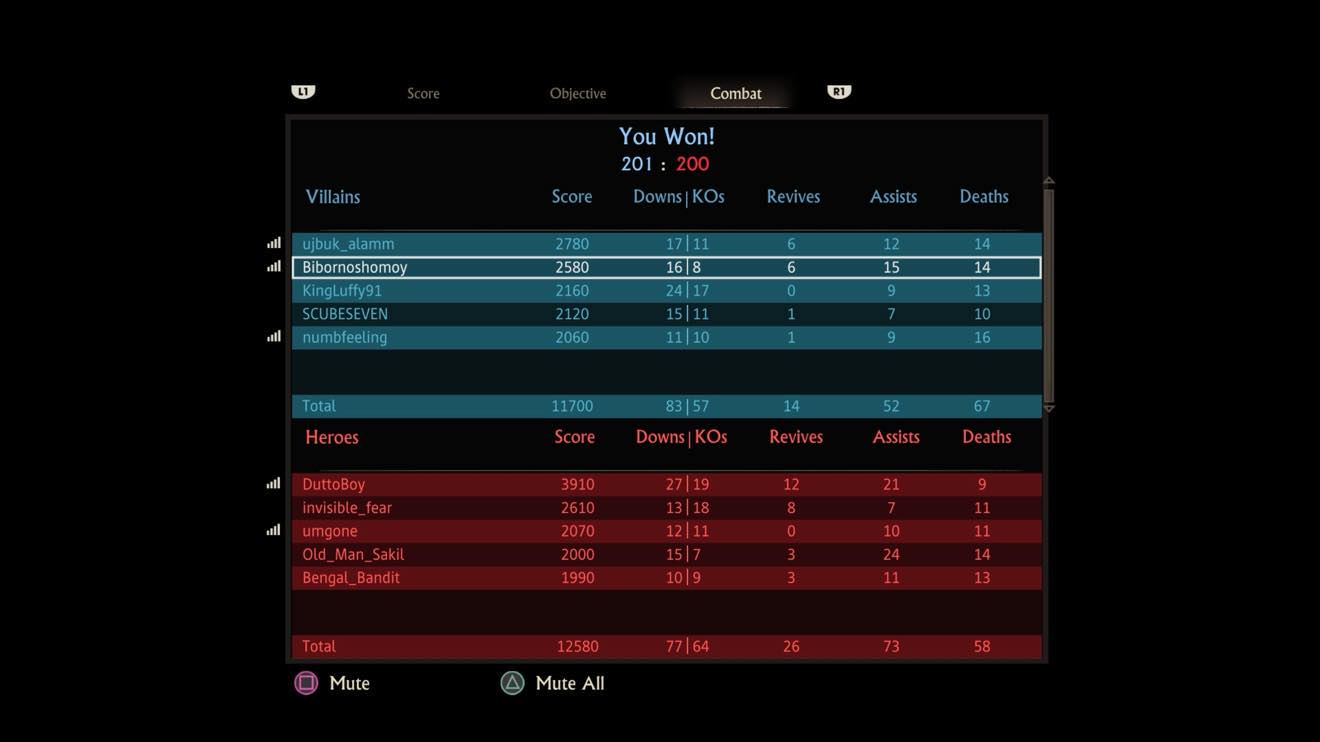 L1 Score Objective Combat R1
You Won!
201 : 200
Villains Score Downs | KOs Revives Assists Deaths
ujbuk_alamm 2780 17 | 11 6 12 14
Bibornoshomoy 2580 16 | 8 6 15 14
KingLuffy91 2160 24 | 17 0 9 13
SCUBESEVEN 2120 15 | 11 1 7 10
numbfeeling 2060 11 | 10 1 9 16
Total 11700 83 | 57 14 52 67
Heroes Score Downs | KOs Revives Assists Deaths
DuttoBoy 3910 27 | 19 12 21 9
invisible_fear 2610 13 | 18 8 7 11
umgone 2070 12 | 11 0 10 11
Old_Man_Sakil 2000 15 | 7 3 24 14
Bengal_Bandit 1990 10 | 9 3 11 13
Total 12580 77 | 64 26 73 58
Mute Mute All